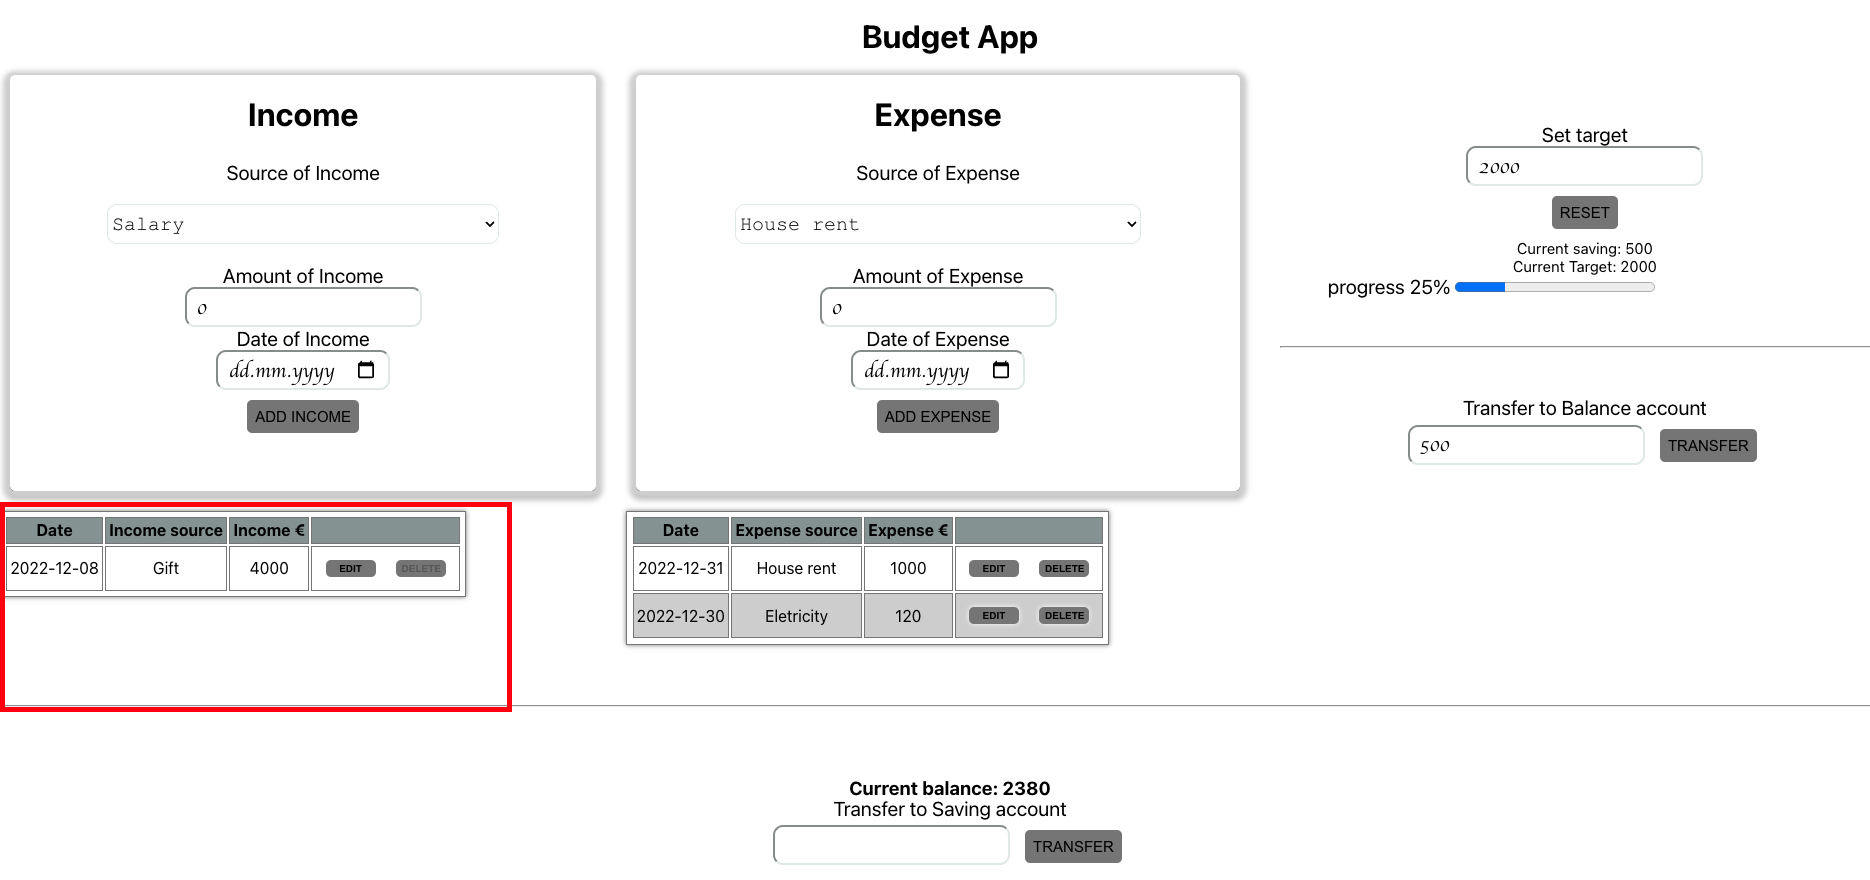 Budget App
Income
Source of Income
Salary
Amount of Income
0
Date of Income
dd.mm.yyyy
ADD INCOME
Expense
Source of Expense
House rent
Amount of Expense
0
Date of Expense
dd.mm.yyyy
ADD EXPENSE
Set target
2000
RESET
Current saving: 500
Current Target: 2000
progress 25%
Transfer to Balance account
500 TRANSFER
Date Income source Income €
2022-12-08 Gift 4000 EDIT DELETE
Date Expense source Expense €
2022-12-31 House rent 1000 EDIT DELETE
2022-12-30 Eletricity 120 EDIT DELETE
Current balance: 2380
Transfer to Saving account
TRANSFER